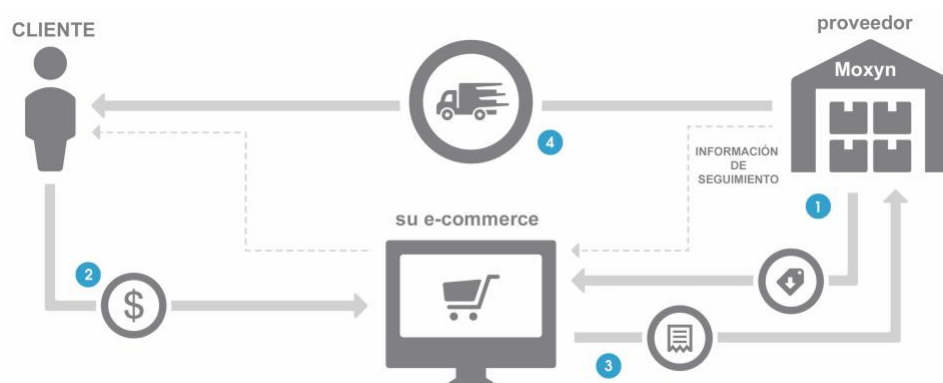 CLIENTE
proveedor
Moxyn
4
INFORMACIÓN
DE
SEGUIMIENTO
1
su e-commerce
2
$
3